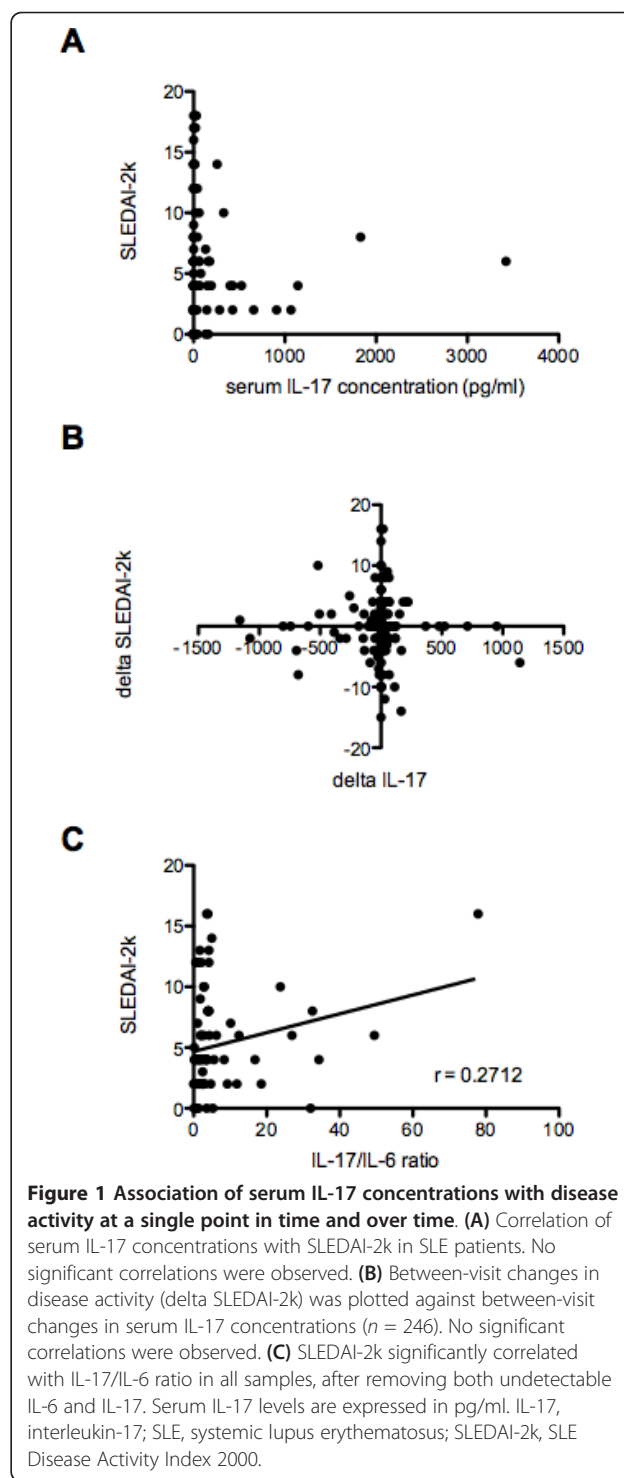 A
20
15
10
5
0
SLEDAI-2k
0 1000 2000 3000 4000
serum IL-17 concentration (pg/ml)
B
20
10
0
-10
-20
delta SLEDAI-2k
-1500 -1000 -500 500 1000 1500
delta IL-17
C
20
15
10
5
0
SLEDAI-2k
r = 0.2712
0 20 40 60 80 100
IL-17/IL-6 ratio
Figure 1 Association of serum IL-17 concentrations with disease
activity at a single point in time and over time. (A) Correlation of
serum IL-17 concentrations with SLEDAI-2k in SLE patients. No
significant correlations were observed. (B) Between-visit changes in
disease activity (delta SLEDAI-2k) was plotted against between-visit
changes in serum IL-17 concentrations (n = 246). No significant
correlations were observed. (C) SLEDAI-2k significantly correlated
with IL-17/IL-6 ratio in all samples, after removing both undetectable
IL-6 and IL-17. Serum IL-17 levels are expressed in pg/ml. IL-17,
interleukin-17; SLE, systemic lupus erythematosus; SLEDAI-2k, SLE
Disease Activity Index 2000.